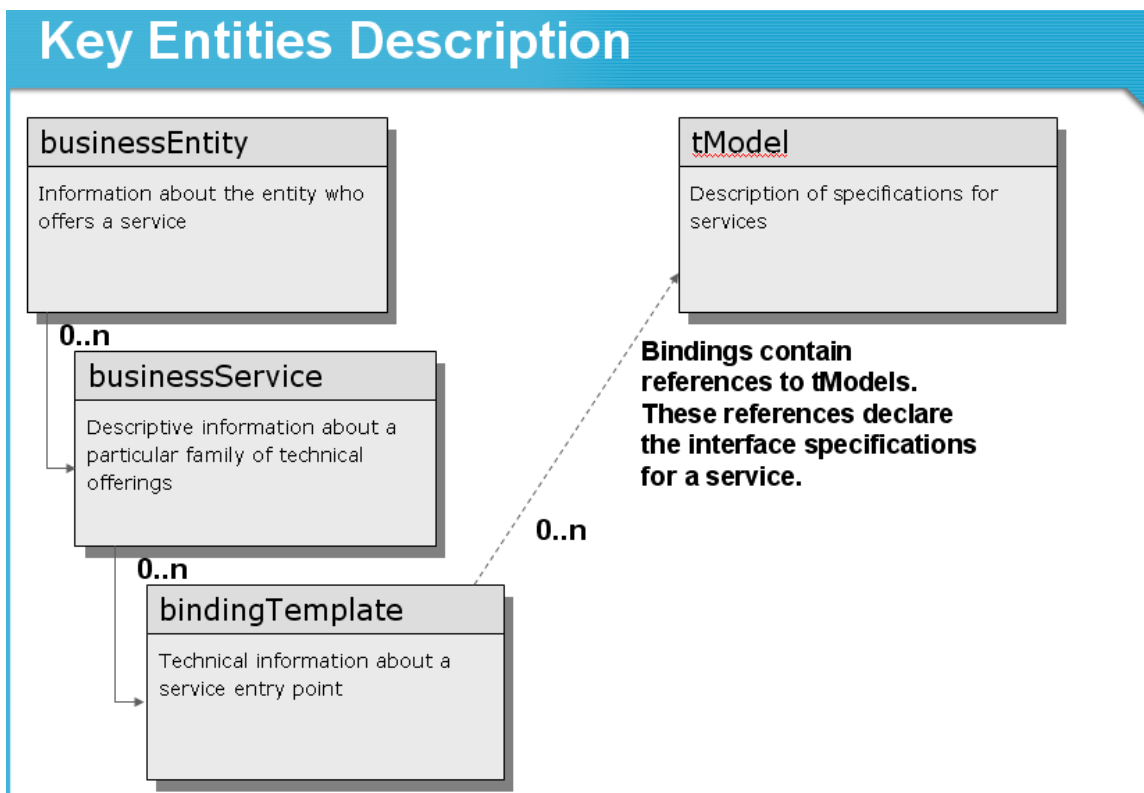 Key Entities Description
businessEntity
Information about the entity who
offers a service
0..n
businessService
Descriptive information about a
particular family of technical
offerings
0..n
bindingTemplate
Technical information about a
service entry point
tModel
Description of specifications for
services
Bindings contain
references to tModels.
These references declare
the interface specifications
for a service.
0..n